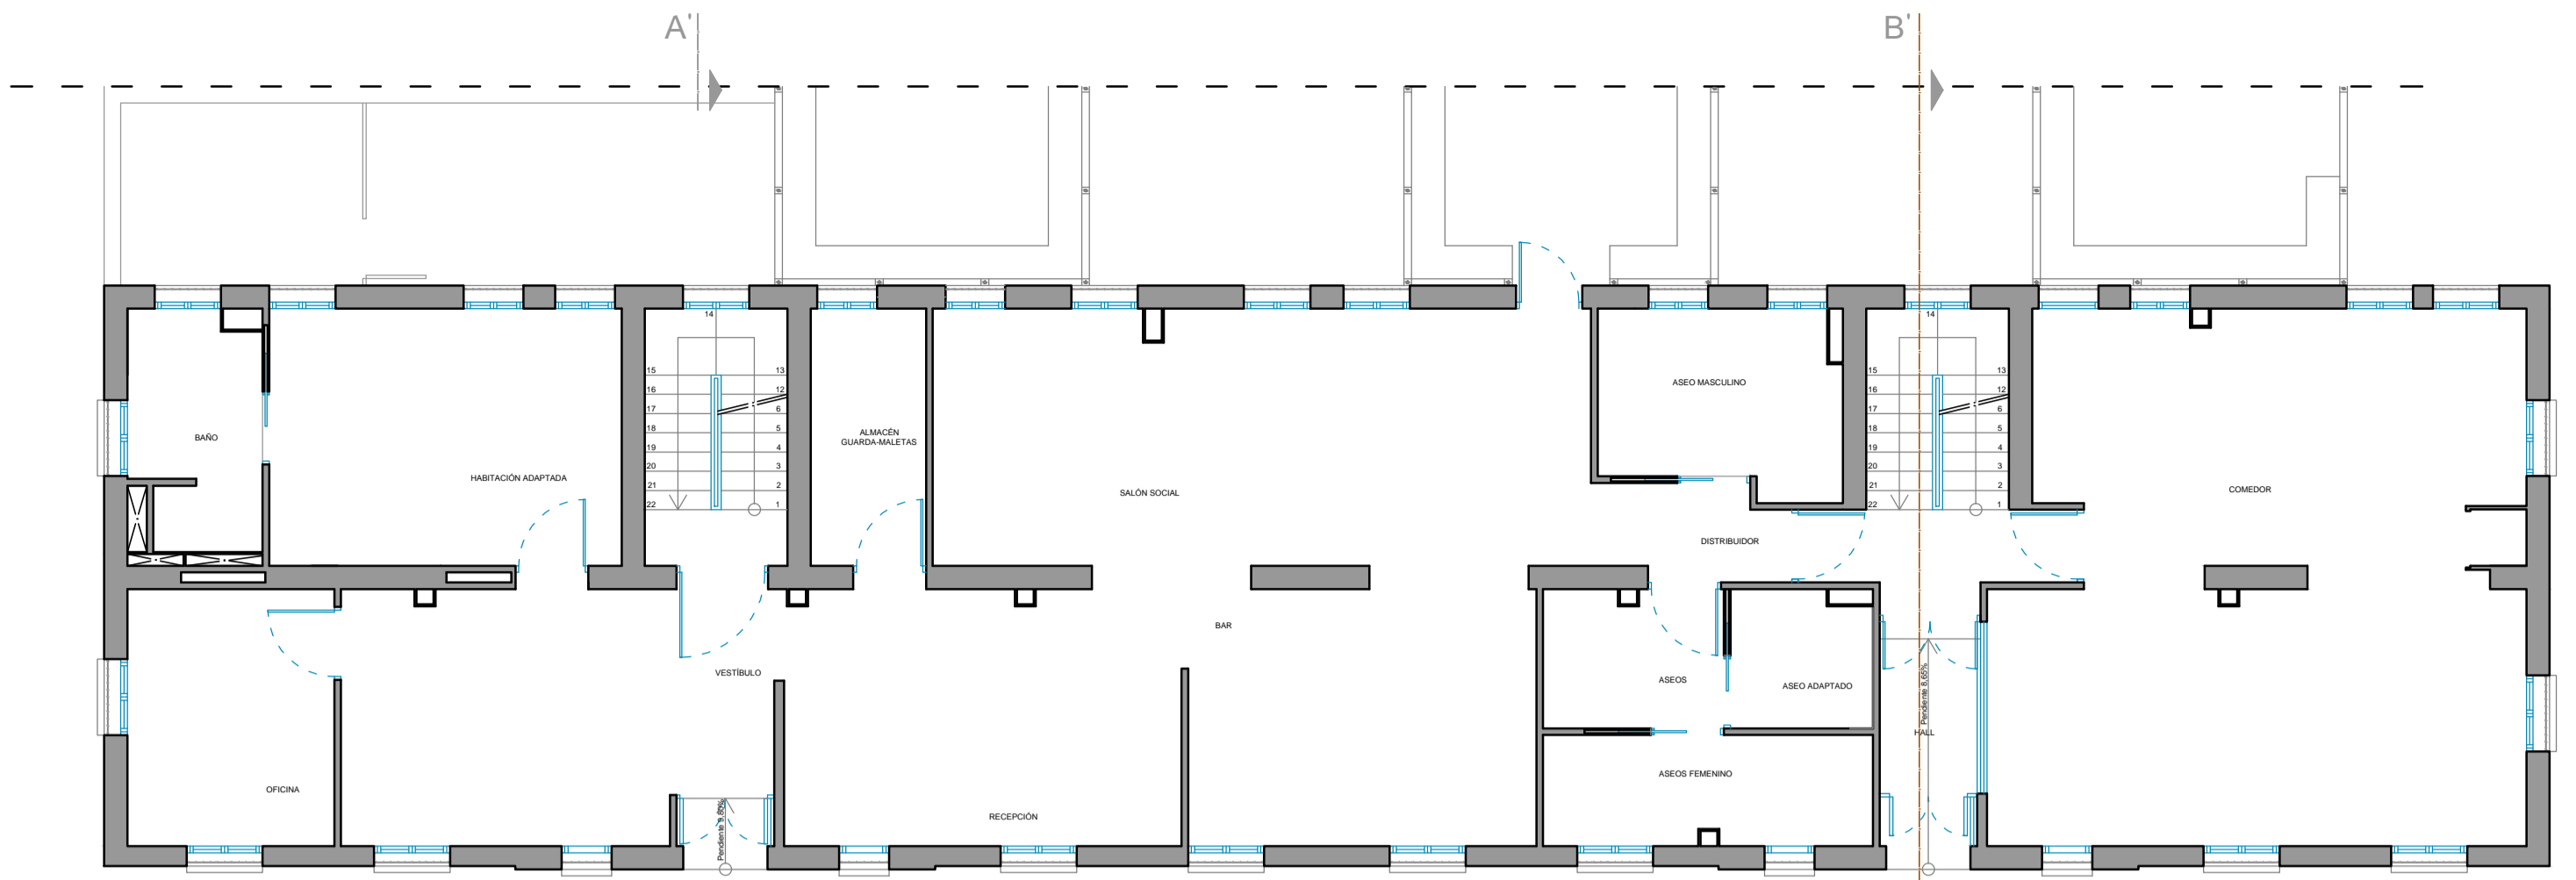 A'
B'
14
14
15
13
16
12
17
6
18
5
19
4
20
3
21
2
22
1
15
13
16
12
17
6
18
5
19
4
20
3
21
2
22
1
ASEO MASCULINO
BAÑO
ALMACÉN
GUARDA-MALETAS
HABITACIÓN ADAPTADA
SALÓN SOCIAL
COMEDOR
DISTRIBUIDOR
BAR
VESTÍBULO
ASEOS
ASEO ADAPTADO
Pendiente 8,65%
HALL
ASEOS FEMENINO
OFICINA
RECEPCIÓN
Pendiente 9,80%